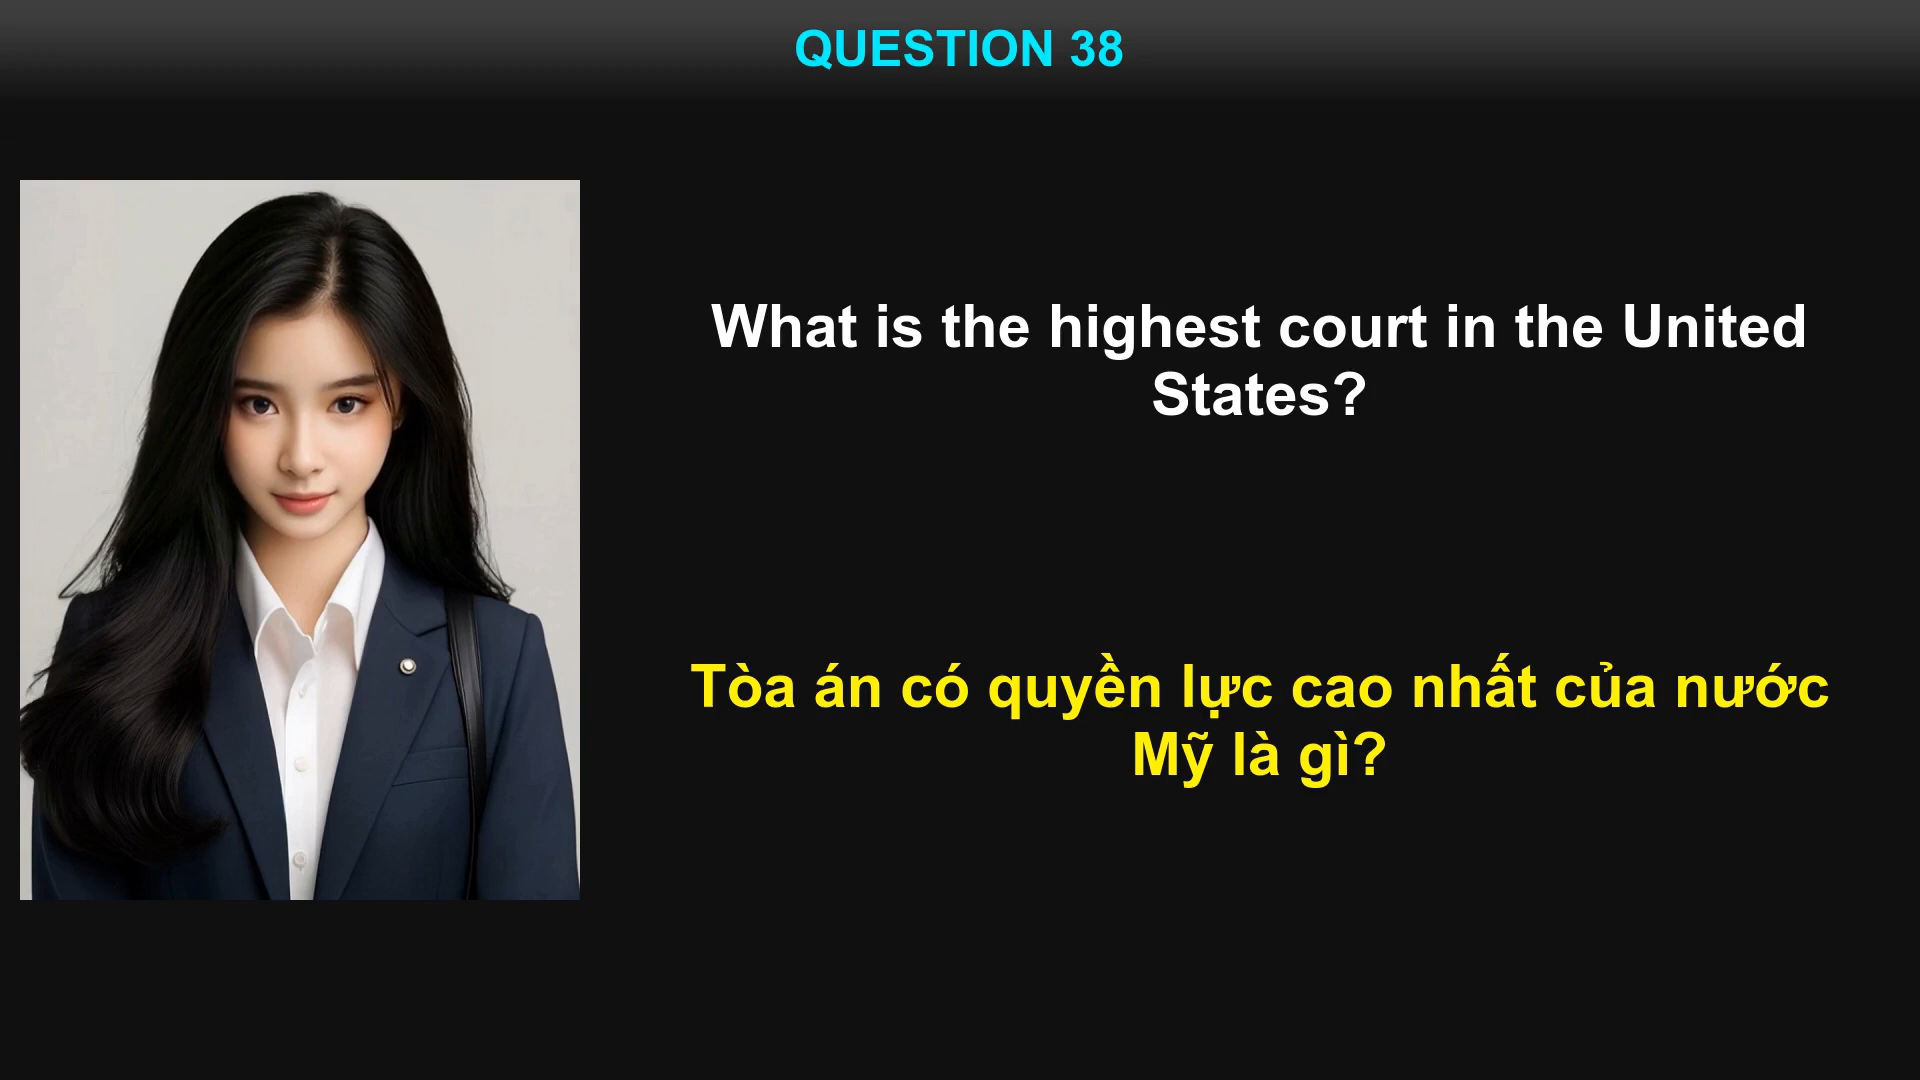 QUESTION 38
What is the highest court in the United
States?
Tòa án có quyền lực cao nhất của nước
Mỹ là gì?